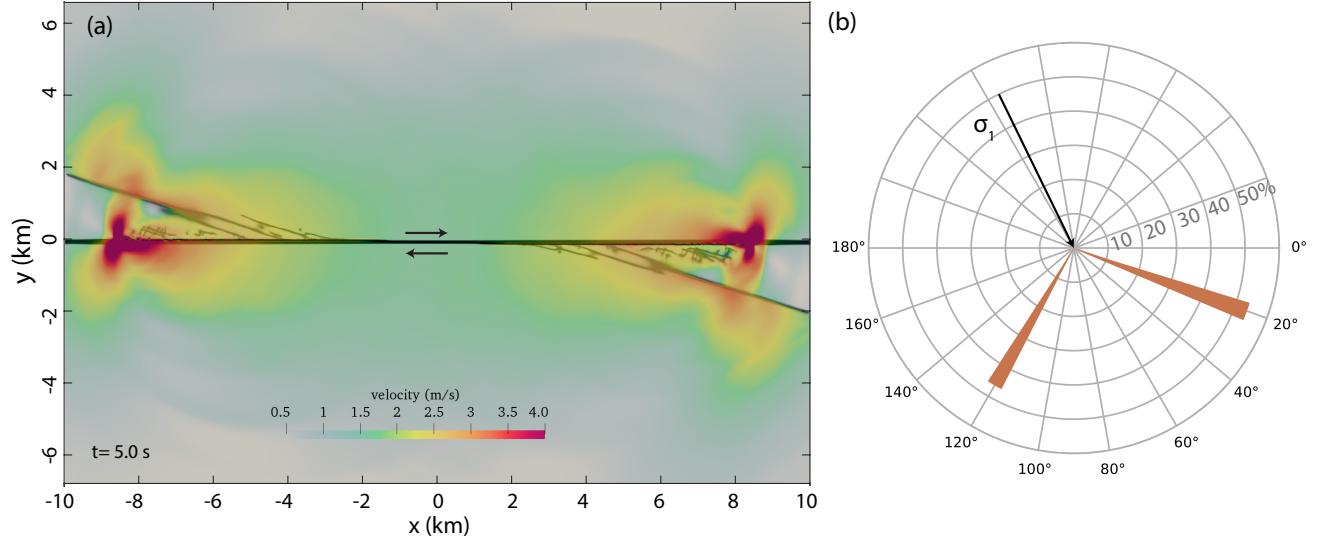 (a)
6
4
2
0
-2
-4
-6
y (km)
velocity (m/s)
0.5 1 1.5 2 2.5 3 3.5 4.0
t= 5.0 s
-10 -8 -6 -4 -2 0 2 4 6 8 10
x (km)
(b)
σ1
10 20 30 40 50%
180° 0°
160° 20°
140° 40°
120° 60°
100° 80°